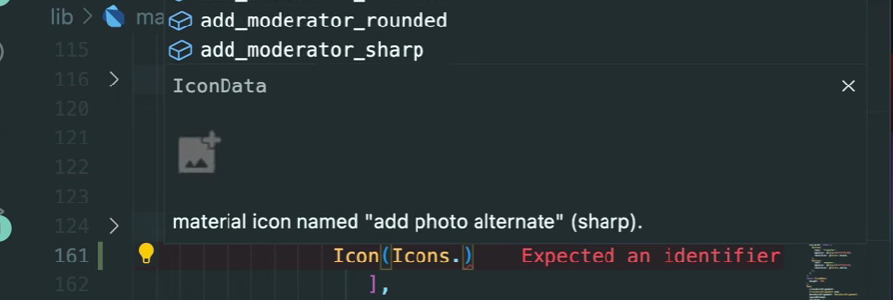 add_moderator_rounded
lib > ma
add_moderator_sharp
115
IconData
116
120
121
122
123
material icon named "add photo alternate" (sharp).
124
161 Icon(Icons.) Expected an identifier
162 ],